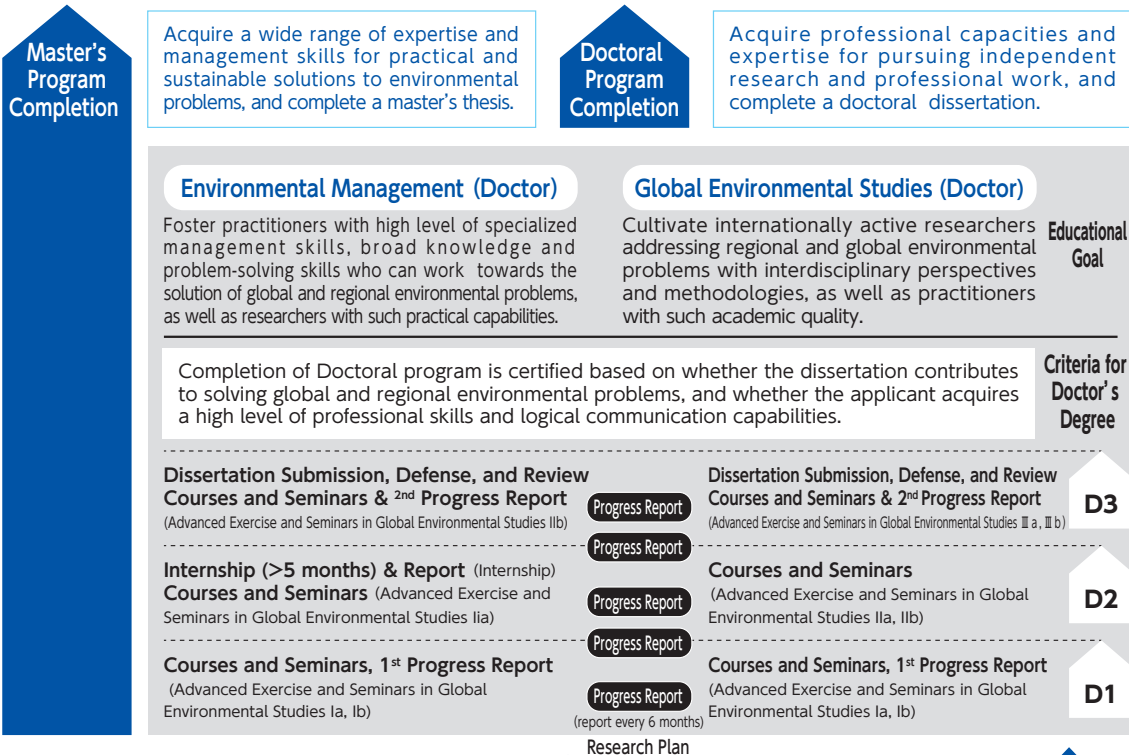 Master's
Program
Completion
Acquire a wide range of expertise and
management skills for practical and
sustainable solutions to environmental
problems, and complete a master's thesis.
Doctoral
Program
Completion
Acquire professional capacities and
expertise for pursuing independent
research and professional work, and
complete a doctoral dissertation.
Environmental Management (Doctor)
Foster practitioners with high level of specialized
management skills, broad knowledge and
problem-solving skills who can work towards the
solution of global and regional environmental problems,
as well as researchers with such practical capabilities.
Global Environmental Studies (Doctor)
Cultivate internationally active researchers
addressing regional and global environmental
problems with interdisciplinary perspectives
and methodologies, as well as practitioners
with such academic quality.
Educational
Goal
Completion of Doctoral program is certified based on whether the dissertation contributes
to solving global and regional environmental problems, and whether the applicant acquires
a high level of professional skills and logical communication capabilities.
Criteria for
Doctor's
Degree
Dissertation Submission, Defense, and Review
Courses and Seminars & 2nd Progress Report
(Advanced Exercise and Seminars in Global Environmental Studies IIb)
Progress Report
Dissertation Submission, Defense, and Review
Courses and Seminars & 2nd Progress Report
(Advanced Exercise and Seminars in Global Environmental Studies Ⅲa, Ⅲb)
D3
Progress Report
Internship (>5 months) & Report (Internship)
Courses and Seminars (Advanced Exercise and
Seminars in Global Environmental Studies Iia)
Progress Report
Courses and Seminars
(Advanced Exercise and Seminars in Global
Environmental Studies IIa, IIb)
D2
Progress Report
Courses and Seminars, 1st Progress Report
(Advanced Exercise and Seminars in Global
Environmental Studies Ia, Ib)
Progress Report
(report every 6 months)
Research Plan
Courses and Seminars, 1st Progress Report
(Advanced Exercise and Seminars in Global
Environmental Studies Ia, Ib)
D1